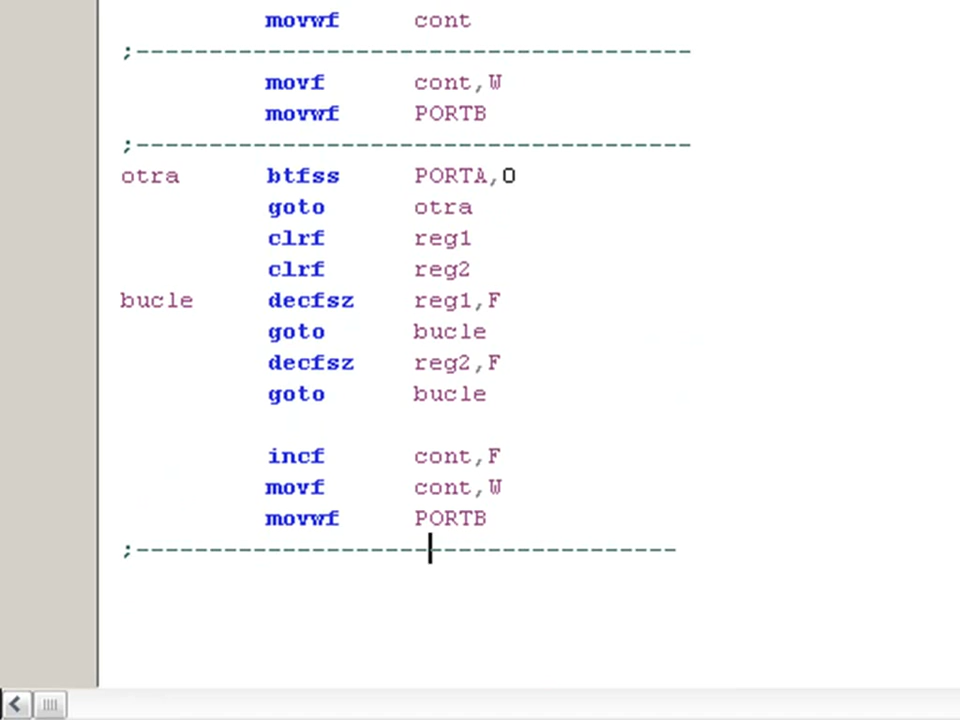 movwf cont
;--------------------------------------
movf cont,W
movwf PORTB
;--------------------------------------
otra btfss PORTA,0
goto otra
clrf reg1
clrf reg2
bucle decfsz reg1,F
goto bucle
decfsz reg2,F
goto bucle
incf cont,F
movf cont,W
movwf PORTB
;-------------------------------------